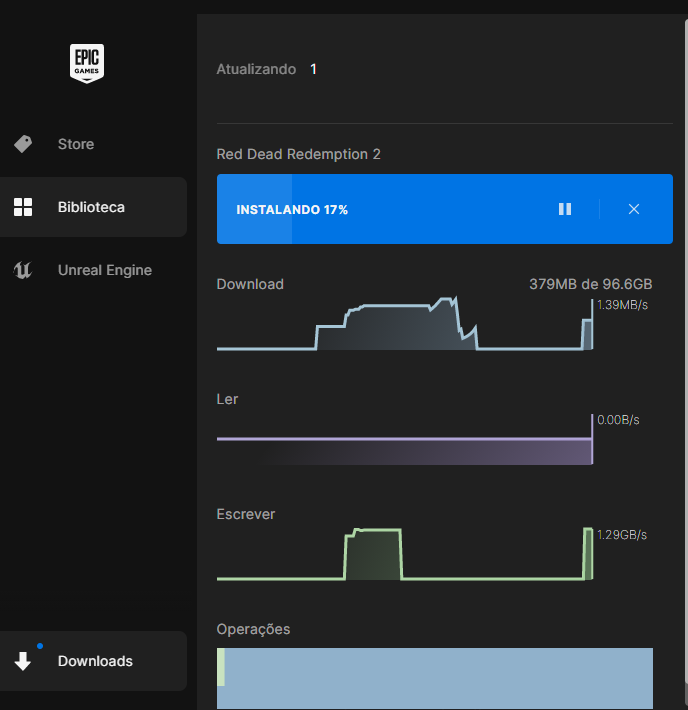 EPIC
GAMES
Store
Biblioteca
Unreal Engine
Downloads
Atualizando 1
Red Dead Redemption 2
INSTALANDO 17%
Download 379MB de 96.6GB
1.39MB/s
Ler
0.00B/s
Escrever
1.29GB/s
Operações